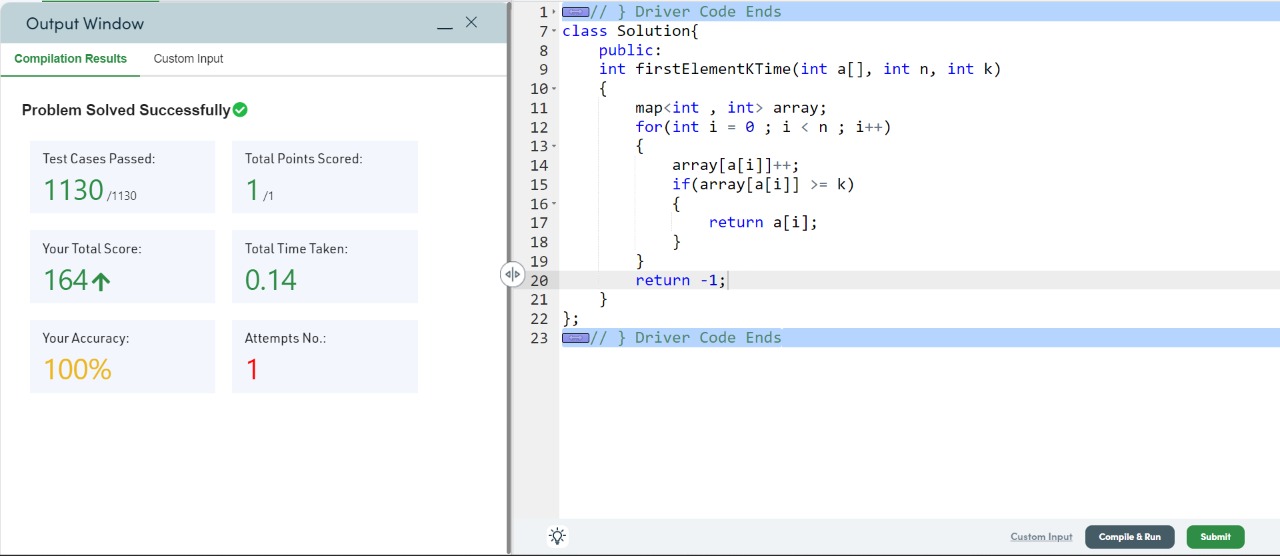 Output Window
Compilation Results Custom Input
Problem Solved Successfully
Test Cases Passed:
1130 /1130
Total Points Scored:
1 /1
Your Total Score:
164
Total Time Taken:
0.14
Your Accuracy:
100%
Attempts No.:
1
1 // } Driver Code Ends
7 class Solution{
8 public:
9 int firstElementKTime(int a[], int n, int k)
10 {
11 map<int , int> array;
12 for(int i = 0 ; i < n ; i++)
13 {
14 array[a[i]]++;
15 if(array[a[i]] >= k)
16 {
17 return a[i];
18 }
19 }
20 return -1;
21 }
22 };
23 // } Driver Code Ends
Custom Input Compile & Run Submit